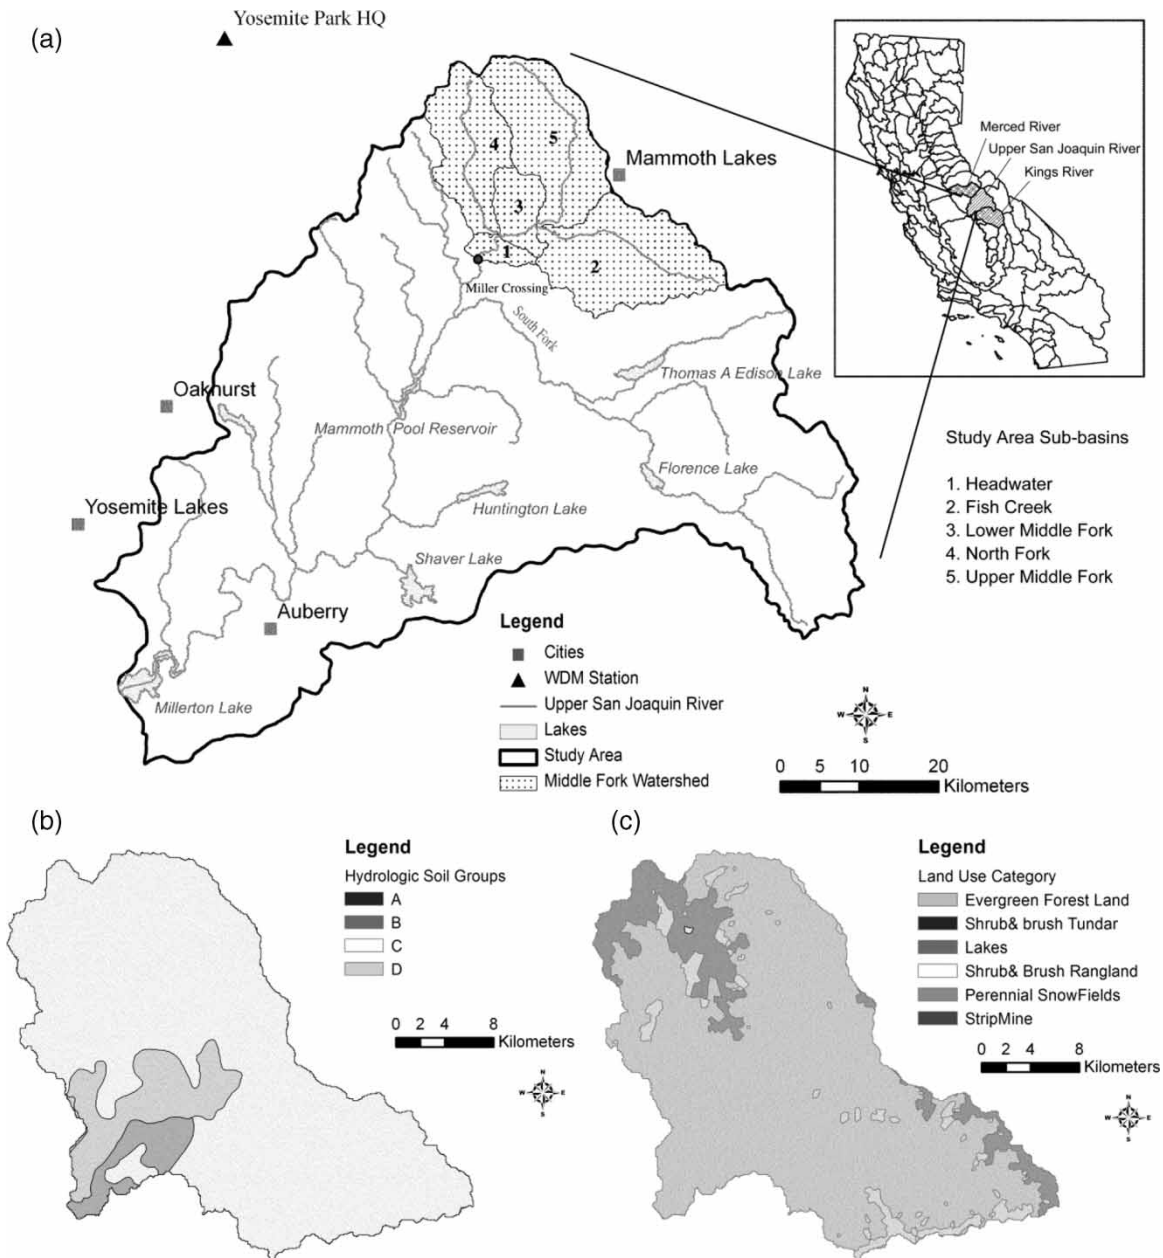 (a)
Yosemite Park HQ
Mammoth Lakes
4
5
3
1
2
Miller Crossing
South Fork
Thomas A Edison Lake
Oakhurst
Mammoth Pool Reservoir
Florence Lake
Yosemite Lakes
Huntington Lake
Shaver Lake
Auberry
Millerton Lake
Merced River
Upper San Joaquin River
Kings River
Study Area Sub-basins
1. Headwater
2. Fish Creek
3. Lower Middle Fork
4. North Fork
5. Upper Middle Fork
Legend
Cities
WDM Station
Upper San Joaquin River
Lakes
Study Area
Middle Fork Watershed
N
W E
S
0 5 10 20
Kilometers
(b)
Legend
Hydrologic Soil Groups
A
B
C
D
0 2 4 8
Kilometers
N
W E
S
(c)
Legend
Land Use Category
Evergreen Forest Land
Shrub& brush Tundar
Lakes
Shrub& Brush Rangland
Perennial SnowFields
StripMine
0 2 4 8
Kilometers
N
W E
S